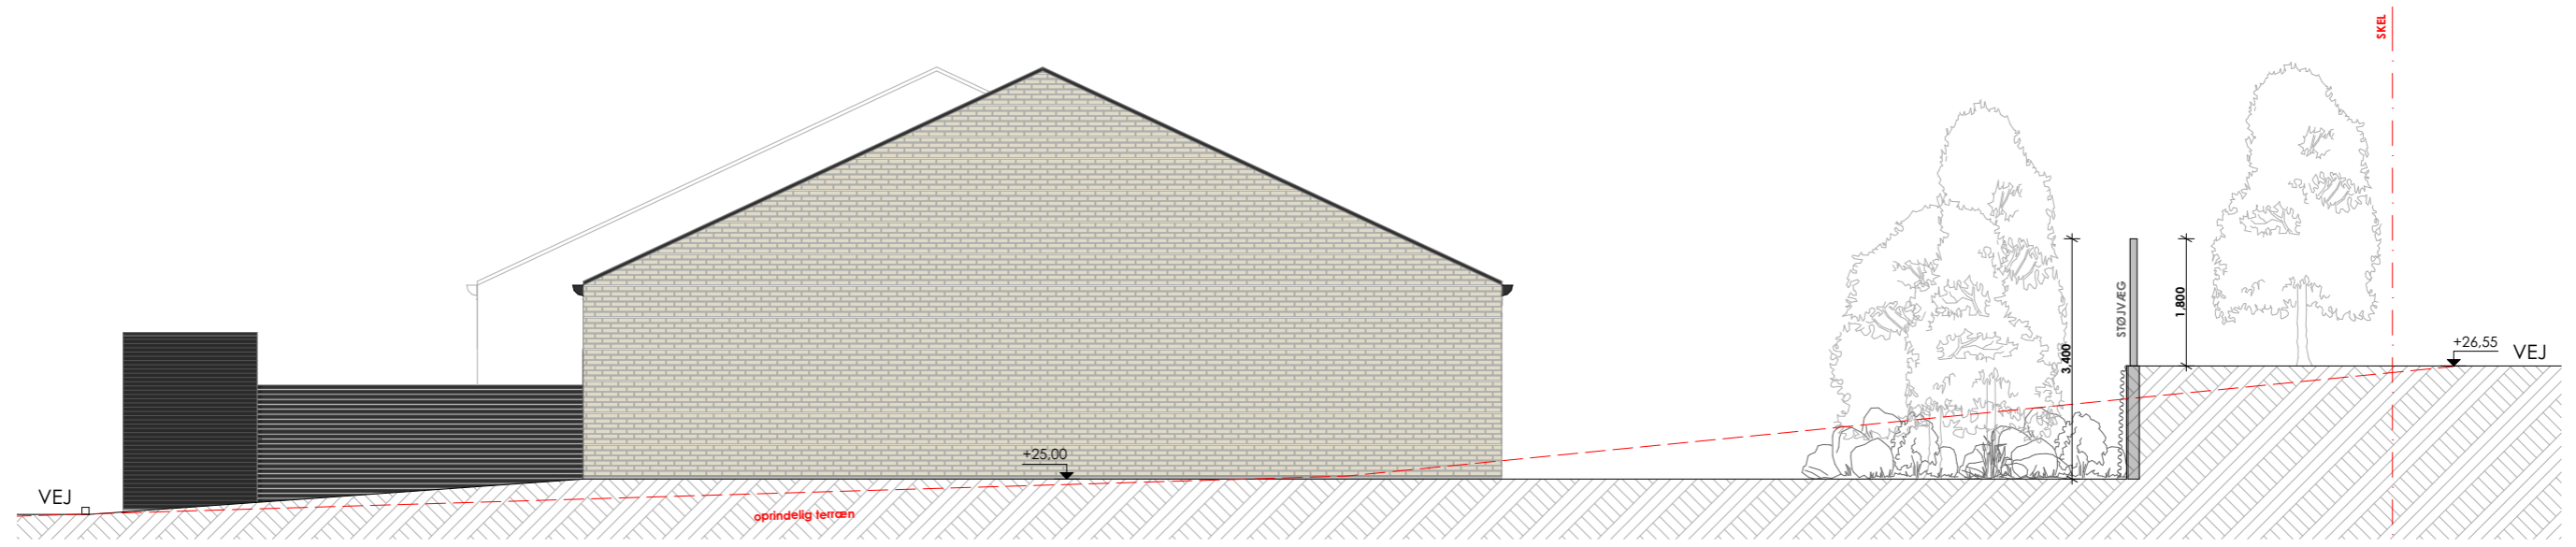 SKEL
STØJVÆG
1,800
3,400
+26,55
VEJ
+25,00
VEJ
oprindelig terræn